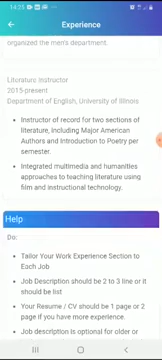 14:25
Experience
organized the men's department.
Literature Instructor
2015-present
Department of English, University of Illinois
• Instructor of record for two sections of
literature, including Major American
Authors and Introduction to Poetry per
semester.
• Integrated multimedia and humanities
approaches to teaching literature using
film and instructional technology.
Help
Do:
• Tailor Your Work Experience Section to
Each Job
• Job Description should be 2 to 3 line or it
should be list
• Your Resume / CV should be 1 page or 2
page if you have more experience.
• Job description is optional for older or